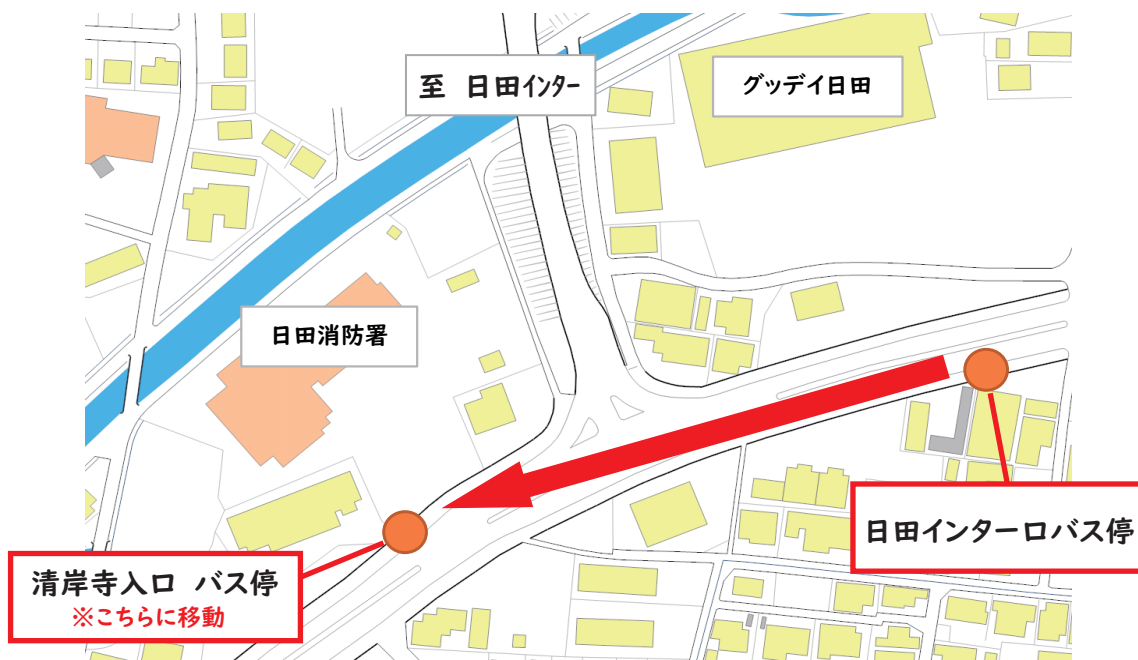 至 日田インター
グッデイ日田
日田消防署
日田インター口バス停
清岸寺入口 バス停
※こちらに移動